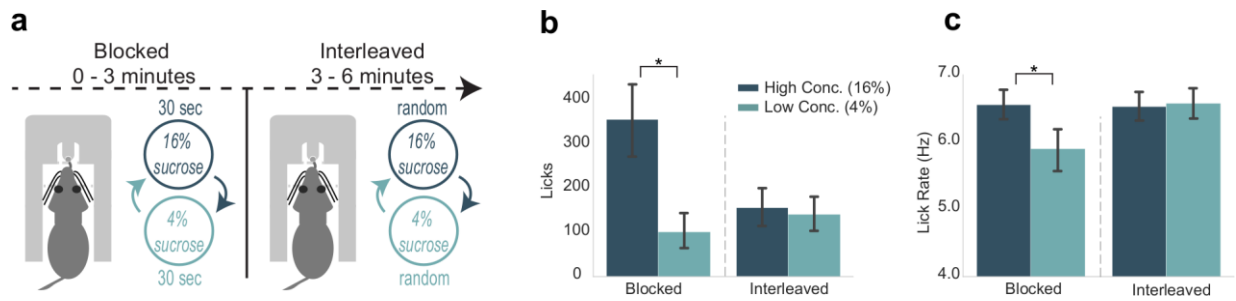 a
Blocked
0 - 3 minutes
Interleaved
3 - 6 minutes
30 sec
16%
sucrose
4%
sucrose
30 sec
random
16%
sucrose
4%
sucrose
random
b
*
High Conc. (16%)
Low Conc. (4%)
Licks
400
300
200
100
0
Blocked
Interleaved
c
*
Lick Rate (Hz)
7.0
6.0
5.0
4.0
Blocked
Interleaved